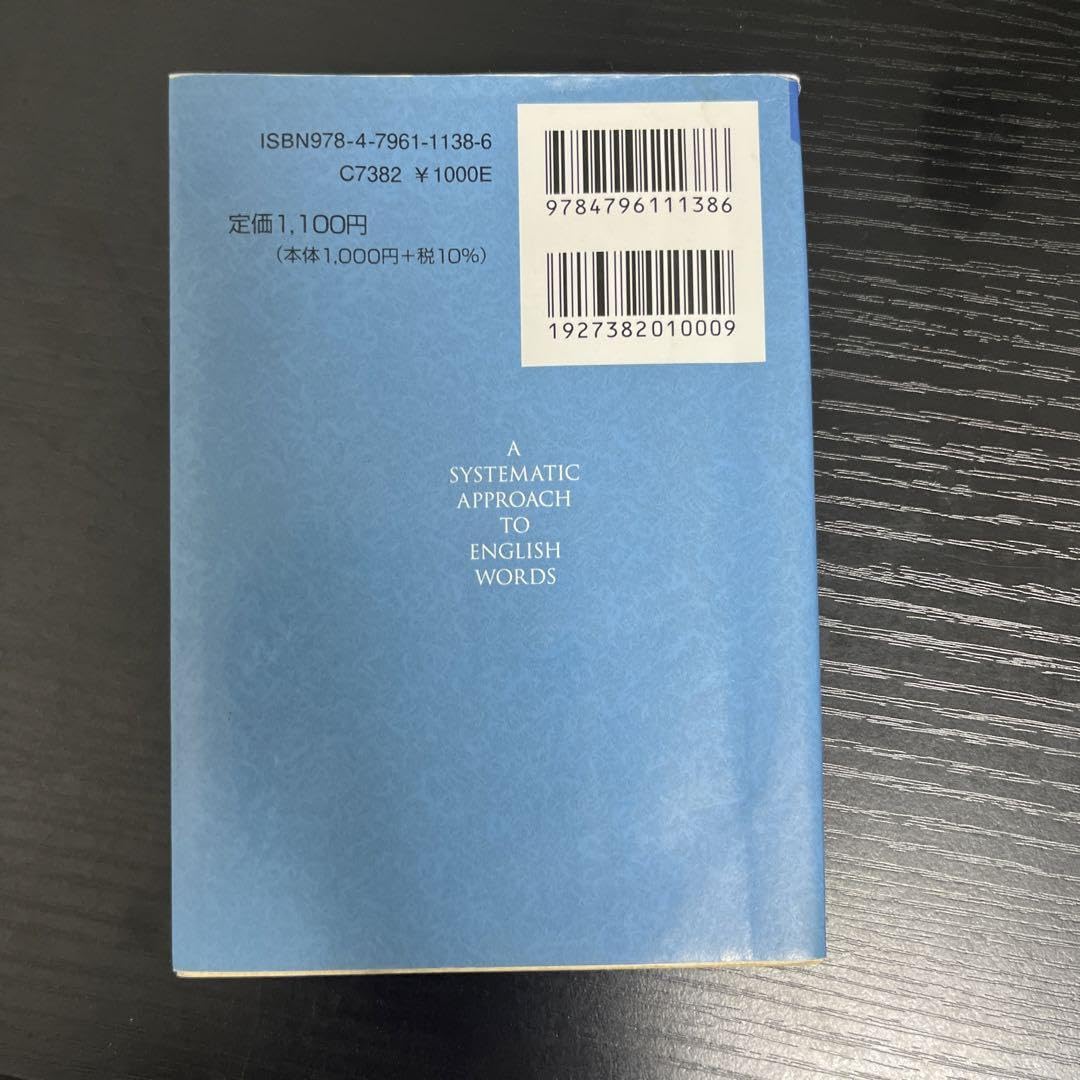 ISBN978-4-7961-1138-6
C7382 ￥1000E
定価1,100円
(本体1,000円+税10%)
9784796111386
1927382010009
A
SYSTEMATIC
APPROACH
TO
ENGLISH
WORDS